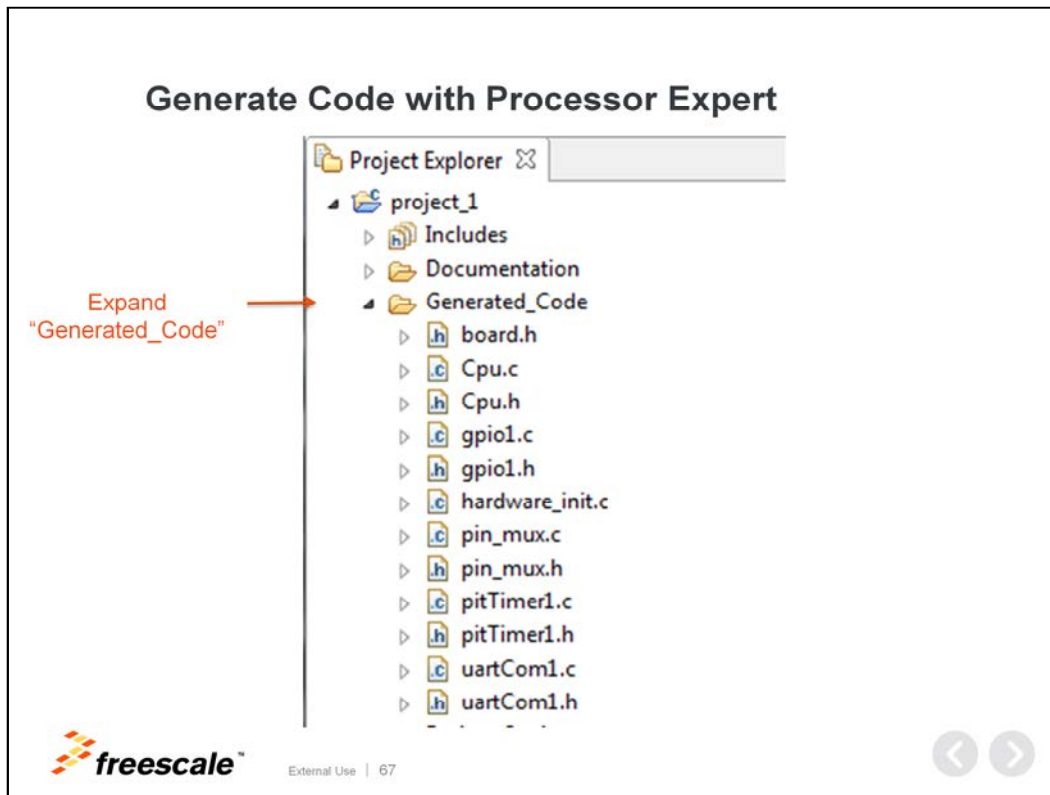 Generate Code with Processor Expert
Project Explorer
project_1
Includes
Documentation
Expand
"Generated_Code"
Generated_Code
board.h
Cpu.c
Cpu.h
gpio1.c
gpio1.h
hardware_init.c
pin_mux.c
pin_mux.h
pitTimer1.c
pitTimer1.h
uartCom1.c
uartCom1.h
freescale™
External Use | 67